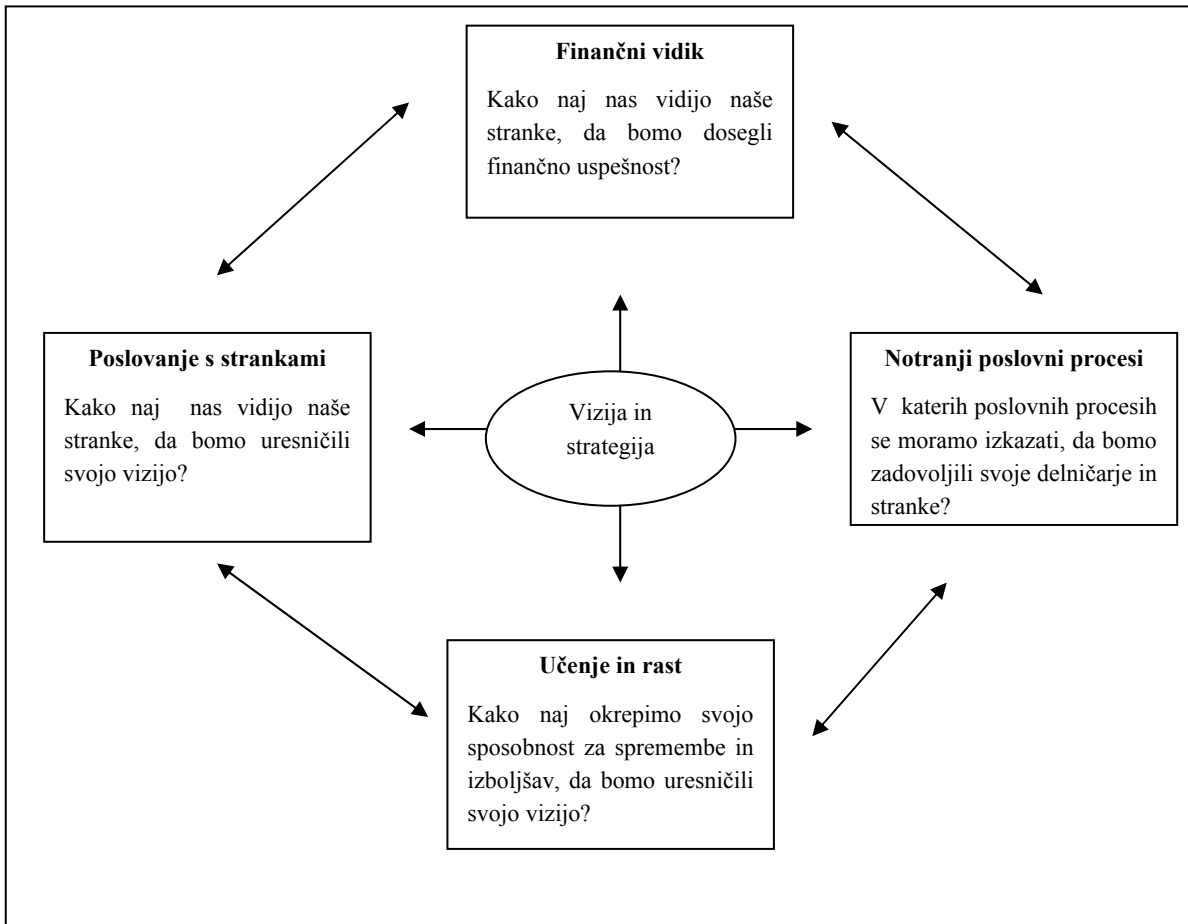 Finančni vidik
Kako naj nas vidijo naše
stranke, da bomo dosegli
finančno uspešnost?
Poslovanje s strankami
Kako naj nas vidijo naše
stranke, da bomo uresničili
svojo vizijo?
Vizija in
strategija
Notranji poslovni procesi
V katerih poslovnih procesih
se moramo izkazati, da bomo
zadovoljili svoje delničarje in
stranke?
Učenje in rast
Kako naj okrepimo svojo
sposobnost za spremembe in
izboljšav, da bomo uresničili
svojo vizijo?